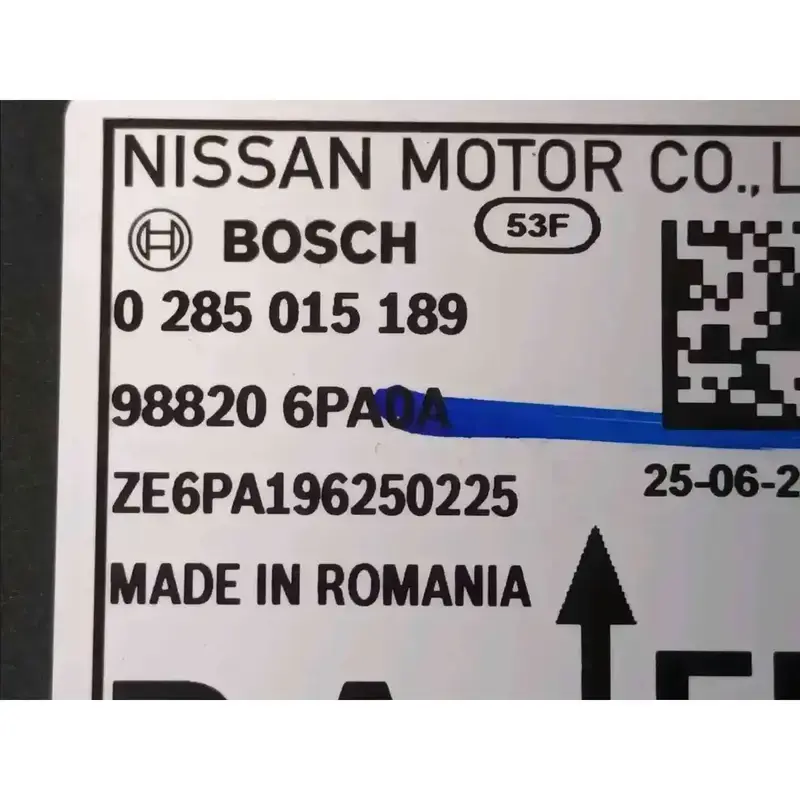 NISSAN MOTOR CO., L
BOSCH
53F
0 285 015 189
98820 6PA0A
ZE6PA196250225
25-06-2
MADE IN ROMANIA